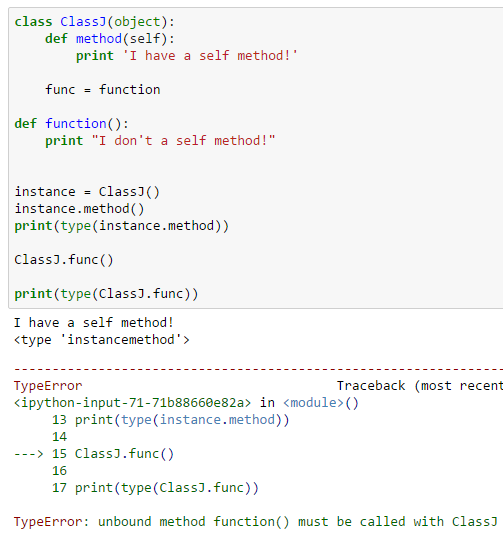 class ClassJ(object):
    def method(self):
        print 'I have a self method!'
    func = function
def function():
    print "I don't a self method!"
instance = ClassJ()
instance.method()
print(type(instance.method))
ClassJ.func()
print(type(ClassJ.func))
I have a self method!
<type 'instancemethod'>
---------------------------------------------------------------
TypeError                                 Traceback (most recent
<ipython-input-71-71b88660e82a> in <module>()
     13 print(type(instance.method))
     14
---> 15 ClassJ.func()
     16
     17 print(type(ClassJ.func))
TypeError: unbound method function() must be called with ClassJ